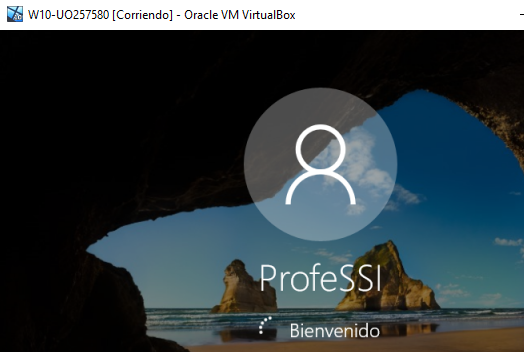 W10-UO257580 [Corriendo] - Oracle VM VirtualBox
ProfeSSI
Bienvenido